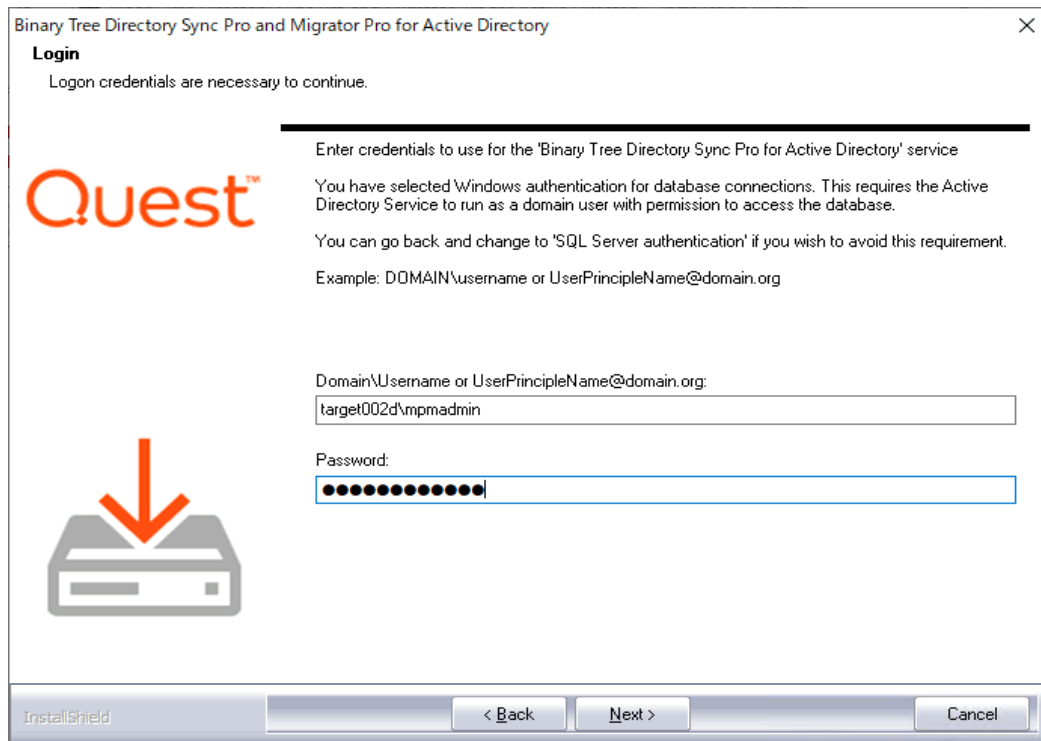 Binary Tree Directory Sync Pro and Migrator Pro for Active Directory
Login
Logon credentials are necessary to continue.
Enter credentials to use for the 'Binary Tree Directory Sync Pro for Active Directory' service
Quest™
You have selected Windows authentication for database connections. This requires the Active
Directory Service to run as a domain user with permission to access the database.
You can go back and change to 'SQL Server authentication' if you wish to avoid this requirement.
Example: DOMAIN\username or UserPrincipleName@domain.org
Domain\Username or UserPrincipleName@domain.org:
target002d\mpmadmin
Password:
●●●●●●●●●●●●
InstallShield
< Back
Next >
Cancel